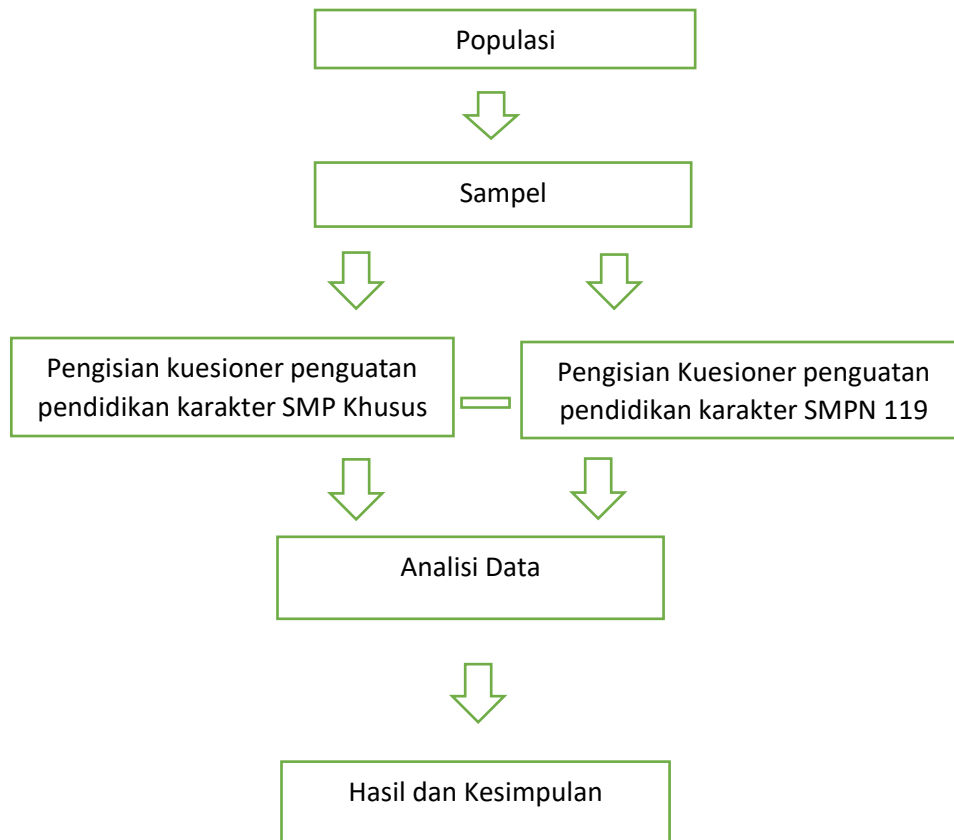 Populasi
Sampel
Pengisian kuesioner penguatan
pendidikan karakter SMP Khusus
Pengisian Kuesioner penguatan
pendidikan karakter SMPN 119
Analisi Data
Hasil dan Kesimpulan